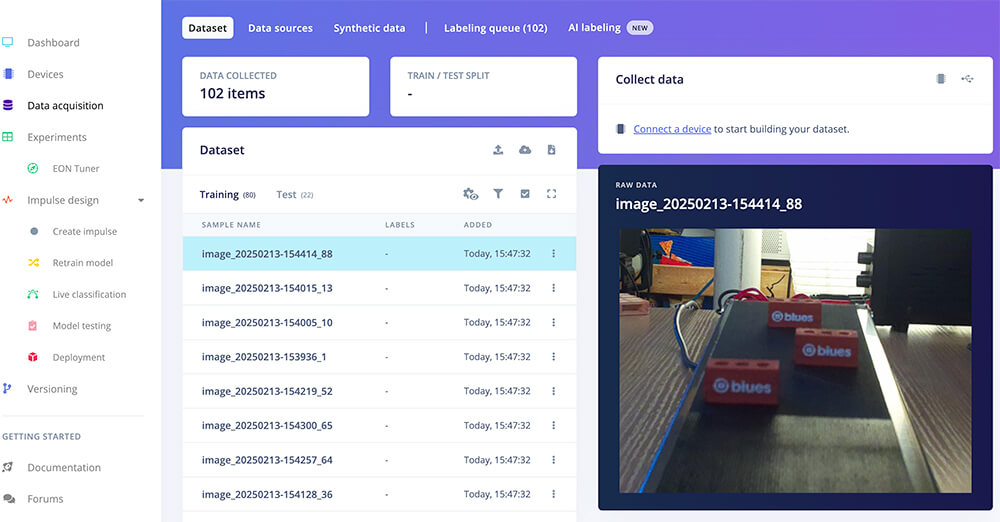 Dashboard
Devices
Data acquisition
Experiments
EON Tuner
Impulse design
Create impulse
Retrain model
Live classification
Model testing
Deployment
Versioning
GETTING STARTED
Documentation
Forums
Dataset Data sources Synthetic data | Labeling queue (102) AI labeling NEW
DATA COLLECTED
102 items
TRAIN / TEST SPLIT
-
Dataset
Training (80) Test (22)
SAMPLE NAME LABELS ADDED
image_20250213-154414_88 - Today, 15:47:32
image_20250213-154015_13 - Today, 15:47:32
image_20250213-154005_10 - Today, 15:47:32
image_20250213-153936_1 - Today, 15:47:32
image_20250213-154219_52 - Today, 15:47:32
image_20250213-154300_65 - Today, 15:47:32
image_20250213-154257_64 - Today, 15:47:32
image_20250213-154128_36 - Today, 15:47:32
Collect data
Connect a device to start building your dataset.
RAW DATA
image_20250213-154414_88
blues
blues
blues